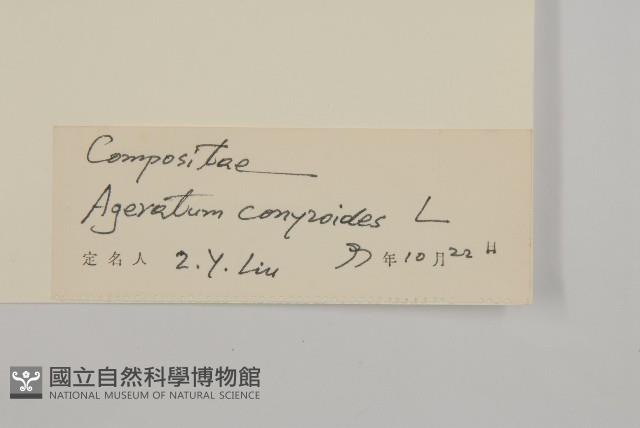 Compositae
Ageratum conyzoides L
定名人 Z.Y. Liu 年10月22日
國立自然科學博物館
NATIONAL MUSEUM OF NATURAL SCIENCE